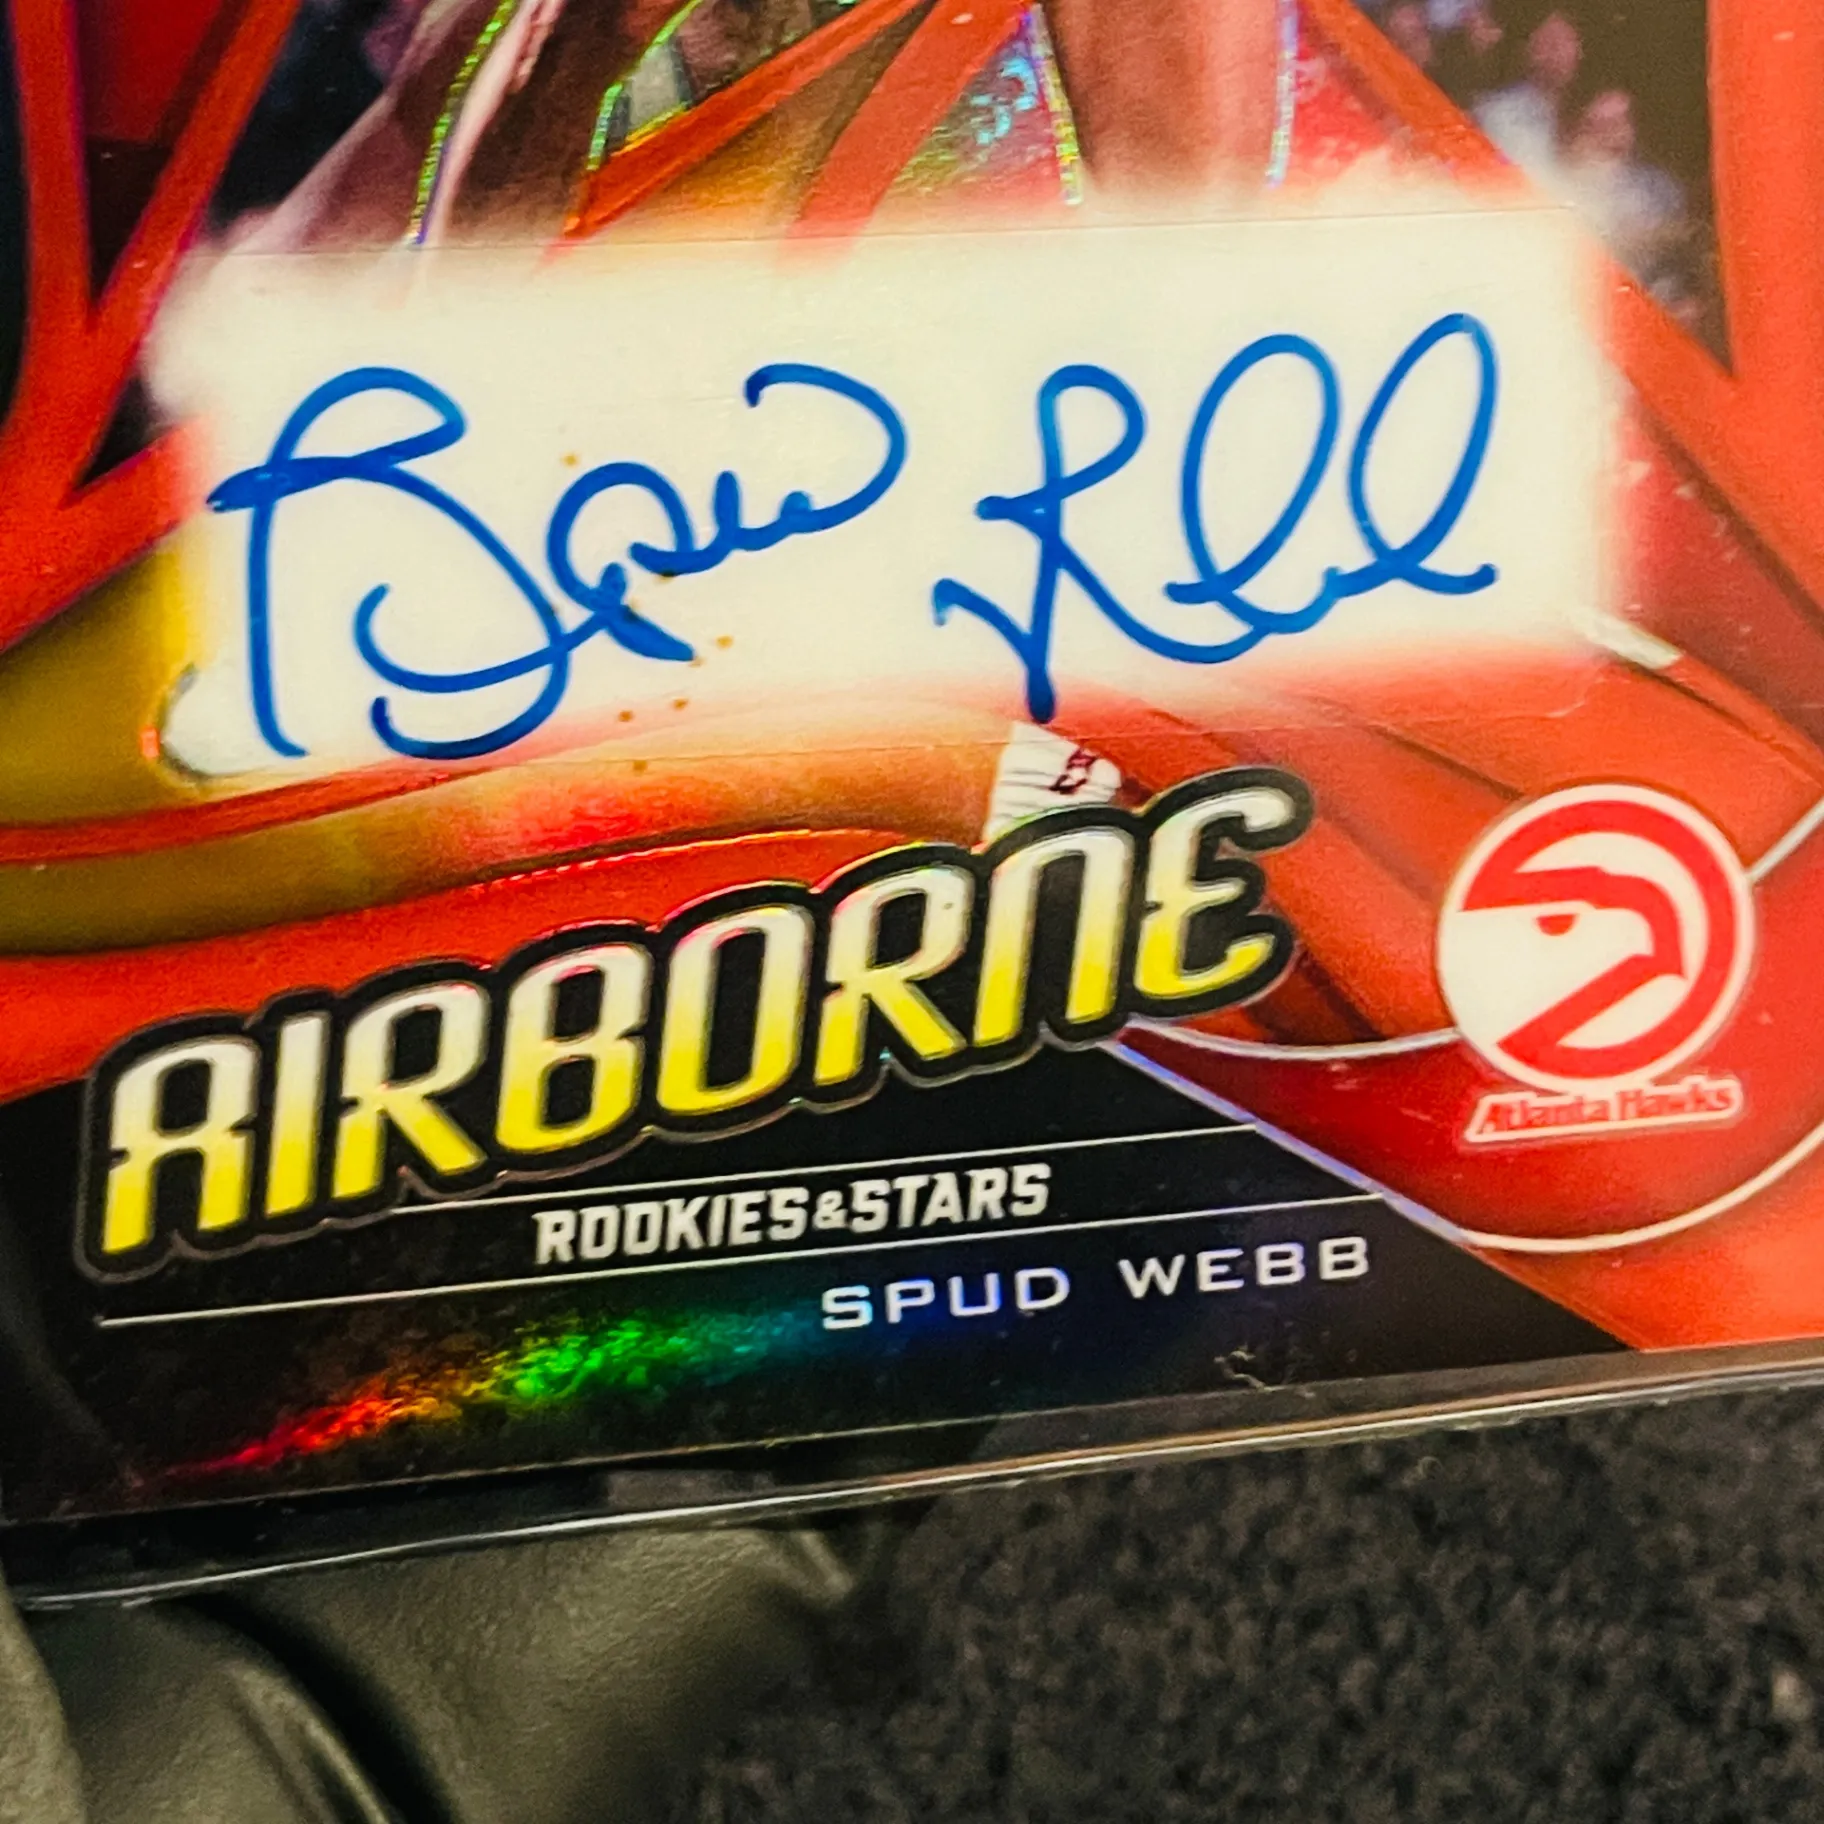 AIRBORNE
Atlanta Hawks
ROOKIES&STARS
SPUD WEBB